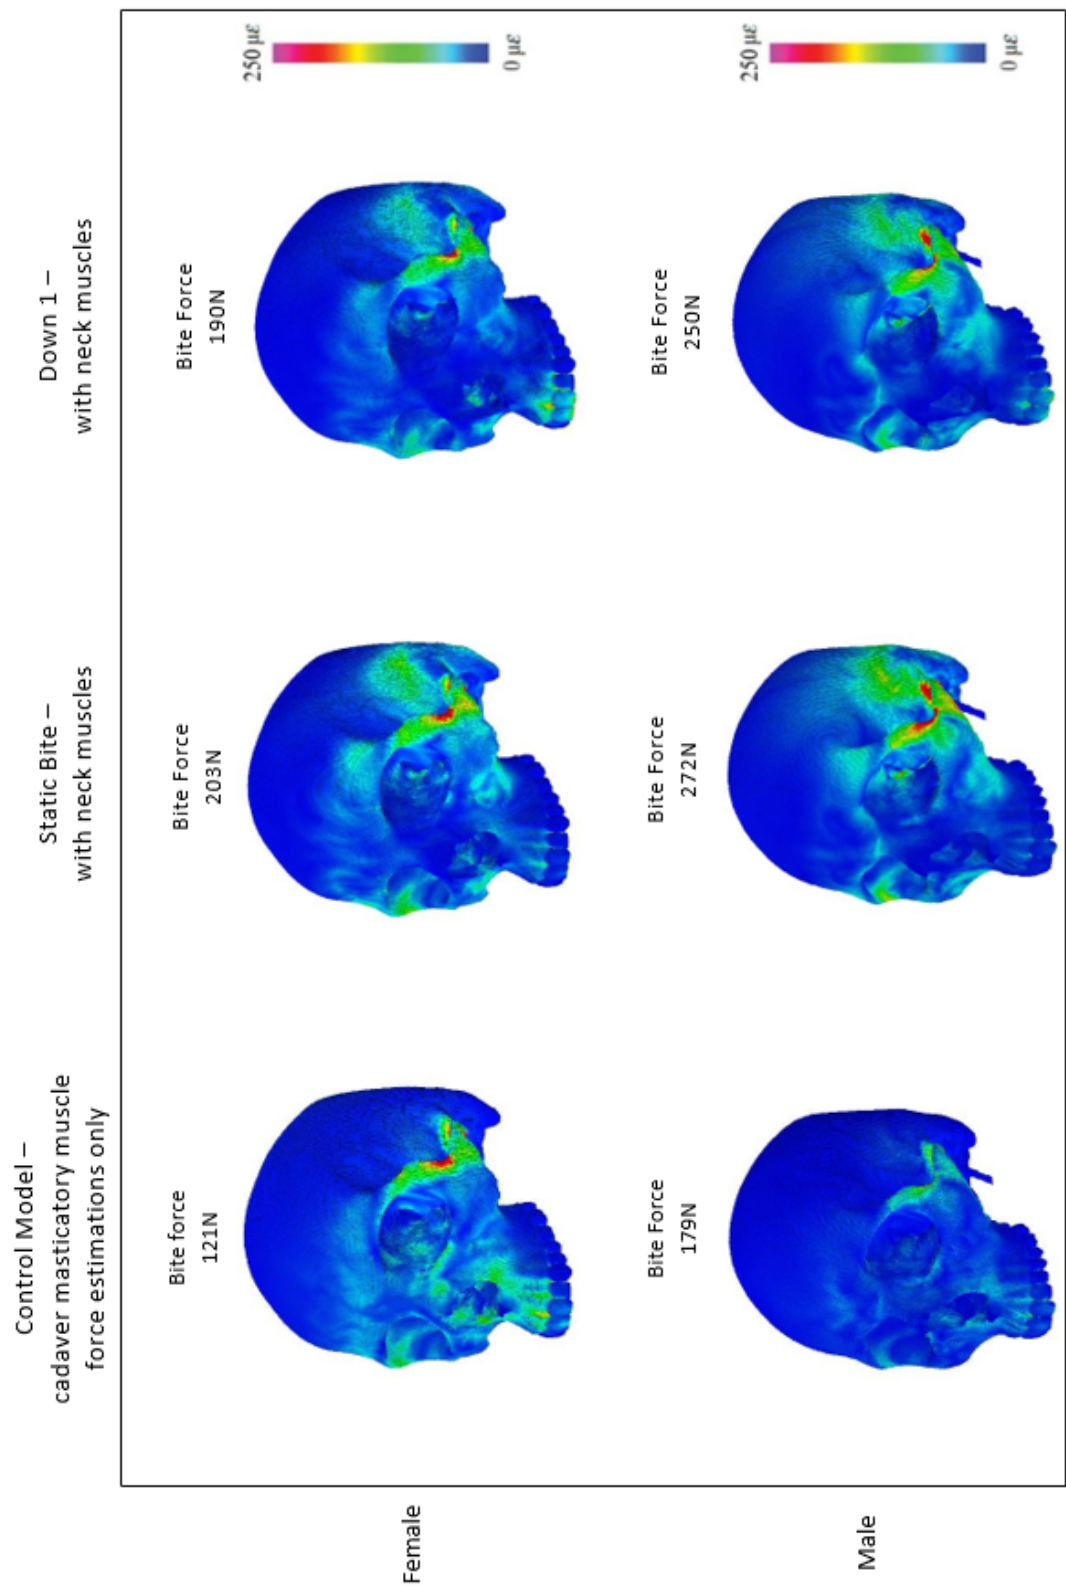 Control Model –
cadaver masticatory muscle
force estimations only
Static Bite –
with neck muscles
Down 1 –
with neck muscles
Female
Bite force
121N
Bite Force
203N
Bite Force
190N
250 µε
0 µε
Male
Bite Force
179N
Bite Force
272N
Bite Force
250N
250 µε
0 µε